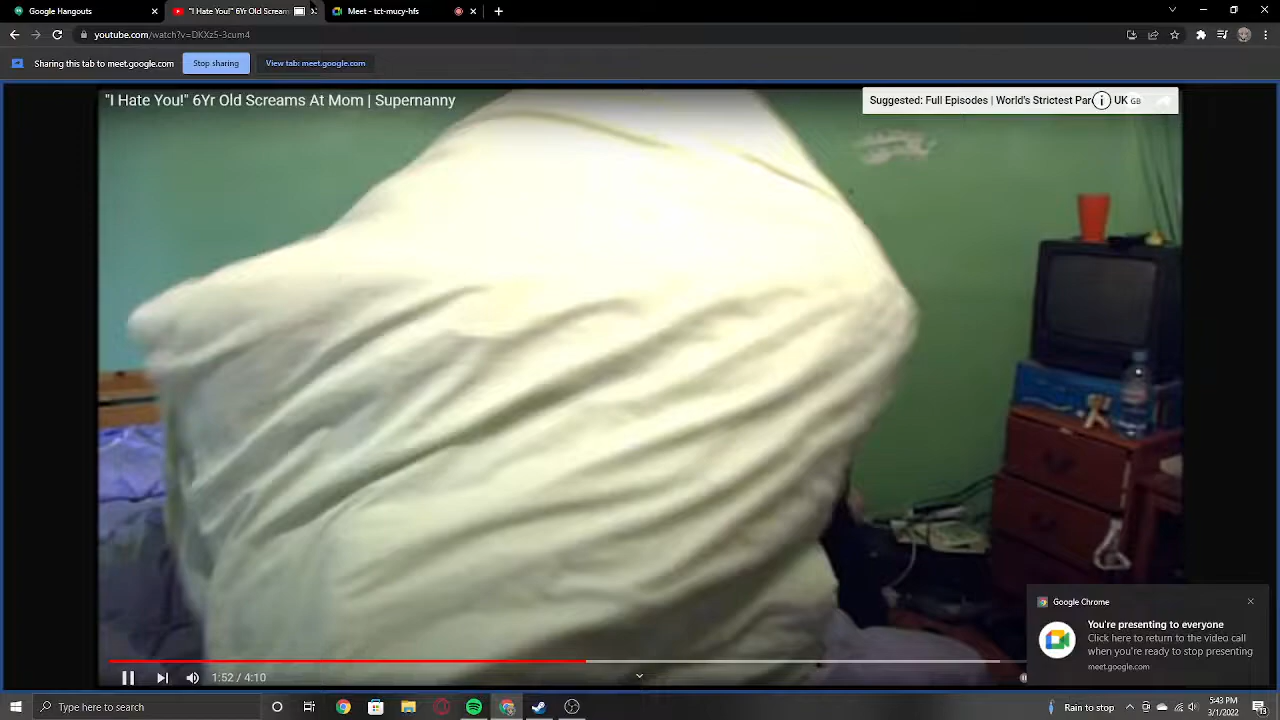 Google Hangouts
"I Hate You!" 6Yr Old Screams
Meet - tct-mucy-hfs
youtube.com/watch?v=DKXz5-3cum4
Sharing this tab to meet.google.com
Stop sharing
View tab: meet.google.com
"I Hate You!" 6Yr Old Screams At Mom | Supernanny
Suggested: Full Episodes | World's Strictest Par UK GB
Google Chrome
You're presenting to everyone
Click here to return to the video call
when you're ready to stop presenting
meet.google.com
1:52 / 4:10
Type here to search
Rain to stop
5:43 PM
3/1/2022